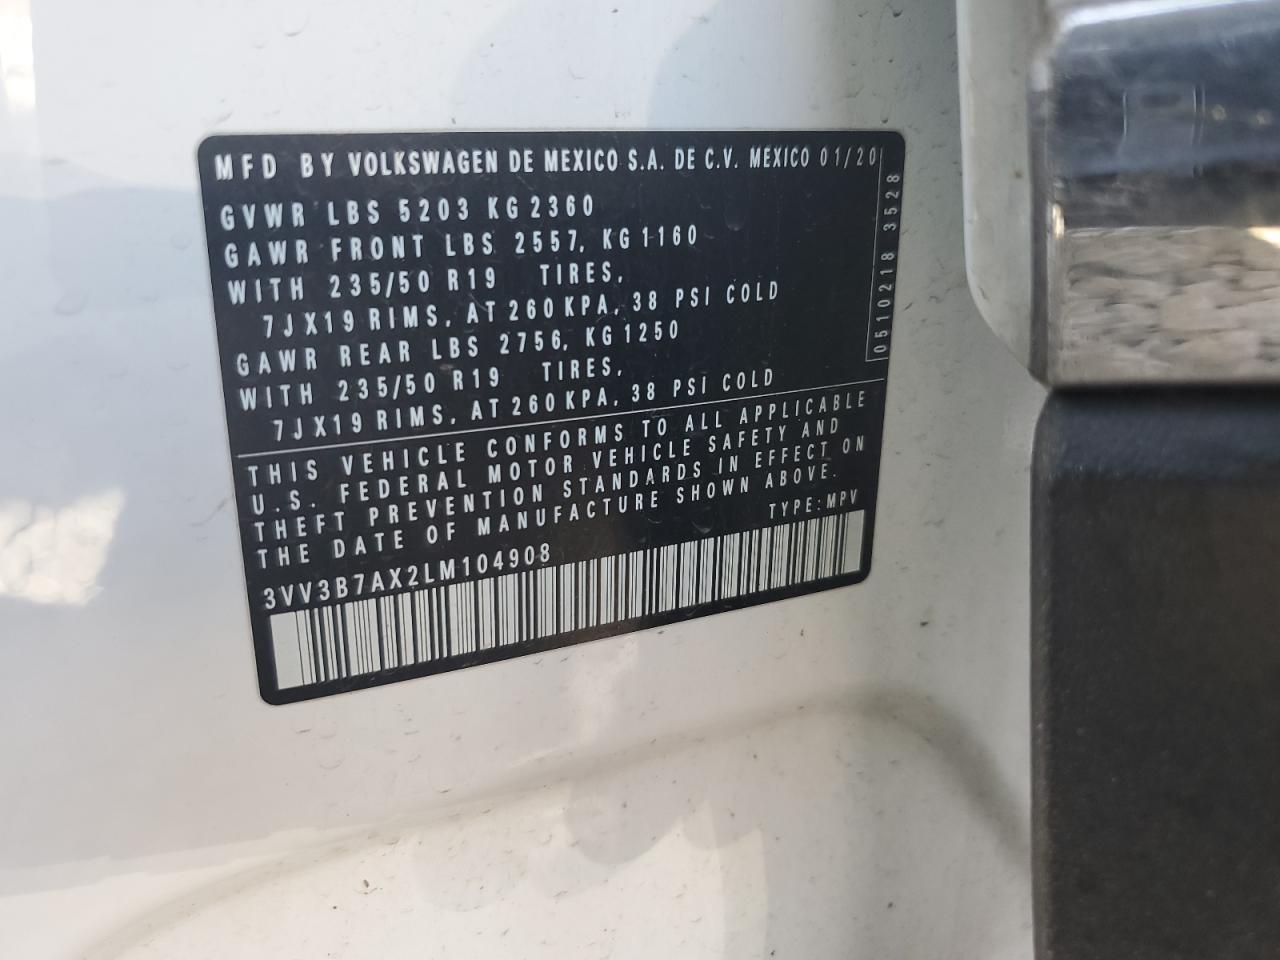 MFD BY VOLKSWAGEN DE MEXICO S.A. DE C.V. MEXICO 01/20
GVWR LBS 5203 KG 2360
GAWR FRONT LBS 2557, KG 1160
WITH 235/50 R19 TIRES,
7JX19 RIMS, AT 260 KPA, 38 PSI COLD
GAWR REAR LBS 2756, KG 1250
WITH 235/50 R19 TIRES,
7JX19 RIMS, AT 260 KPA, 38 PSI COLD
0510218 3528
THIS VEHICLE CONFORMS TO ALL APPLICABLE
U.S. FEDERAL MOTOR VEHICLE SAFETY AND
THEFT PREVENTION STANDARDS IN EFFECT ON
THE DATE OF MANUFACTURE SHOWN ABOVE.
TYPE: MPV
3VV3B7AX2LM104908